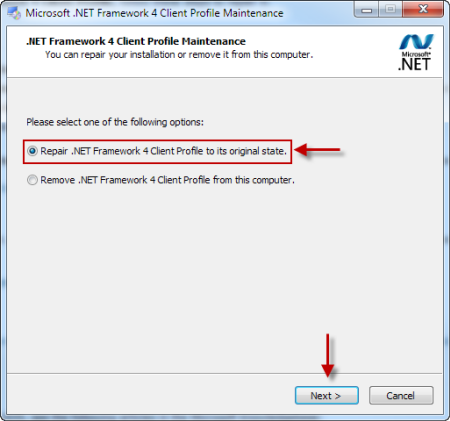 Microsoft .NET Framework 4 Client Profile Maintenance
.NET Framework 4 Client Profile Maintenance
You can repair your installation or remove it from this computer.
Microsoft®
.NET
Please select one of the following options:
Repair .NET Framework 4 Client Profile to its original state.
Remove .NET Framework 4 Client Profile from this computer.
Next >
Cancel